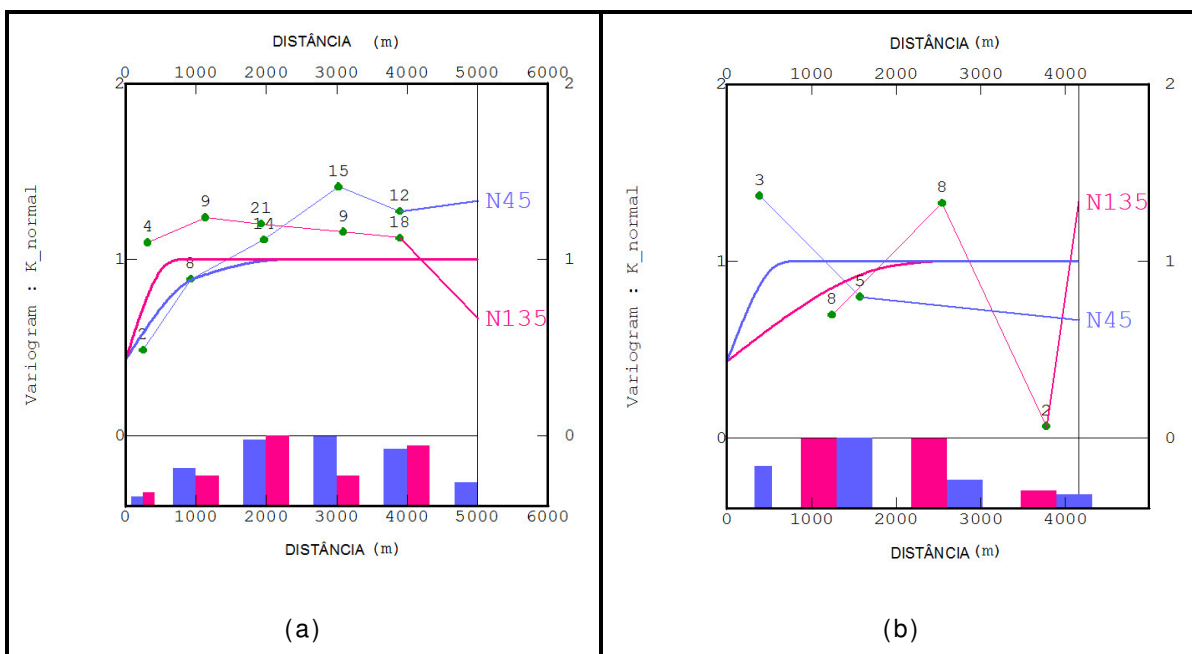 DISTÂNCIA (m)
0 1000 2000 3000 4000 5000 6000
2 2
15
9 12 N45
4 21 14 9 18
1 8 1
N135
2
Variogram : K_normal
0 0
0 1000 2000 3000 4000 5000 6000
DISTÂNCIA (m)
(a)
DISTÂNCIA (m)
0 1000 2000 3000 4000
2 2
3 8
N135
1 1
8 5 N45
2
Variogram : K_normal
0 0
0 1000 2000 3000 4000
DISTÂNCIA (m)
(b)